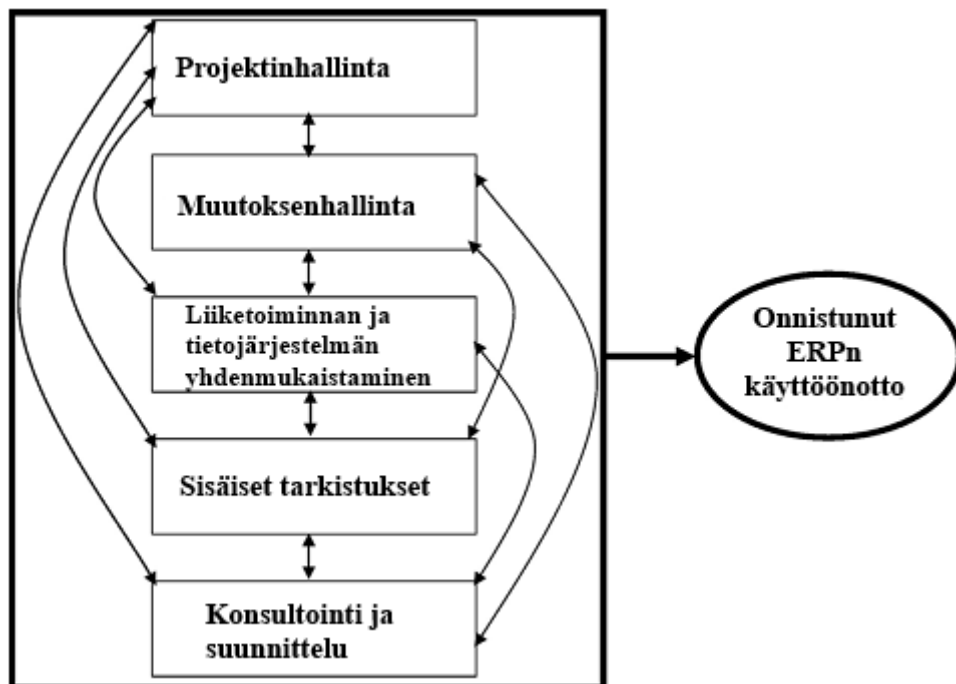 Projektinhallinta
Muutoksenhallinta
Liiketoiminnan ja
tietojärjestelmän
yhdenmukaistaminen
Sisäiset tarkistukset
Konsultointi ja
suunnittelu
Onnistunut
ERPn
käyttöönotto